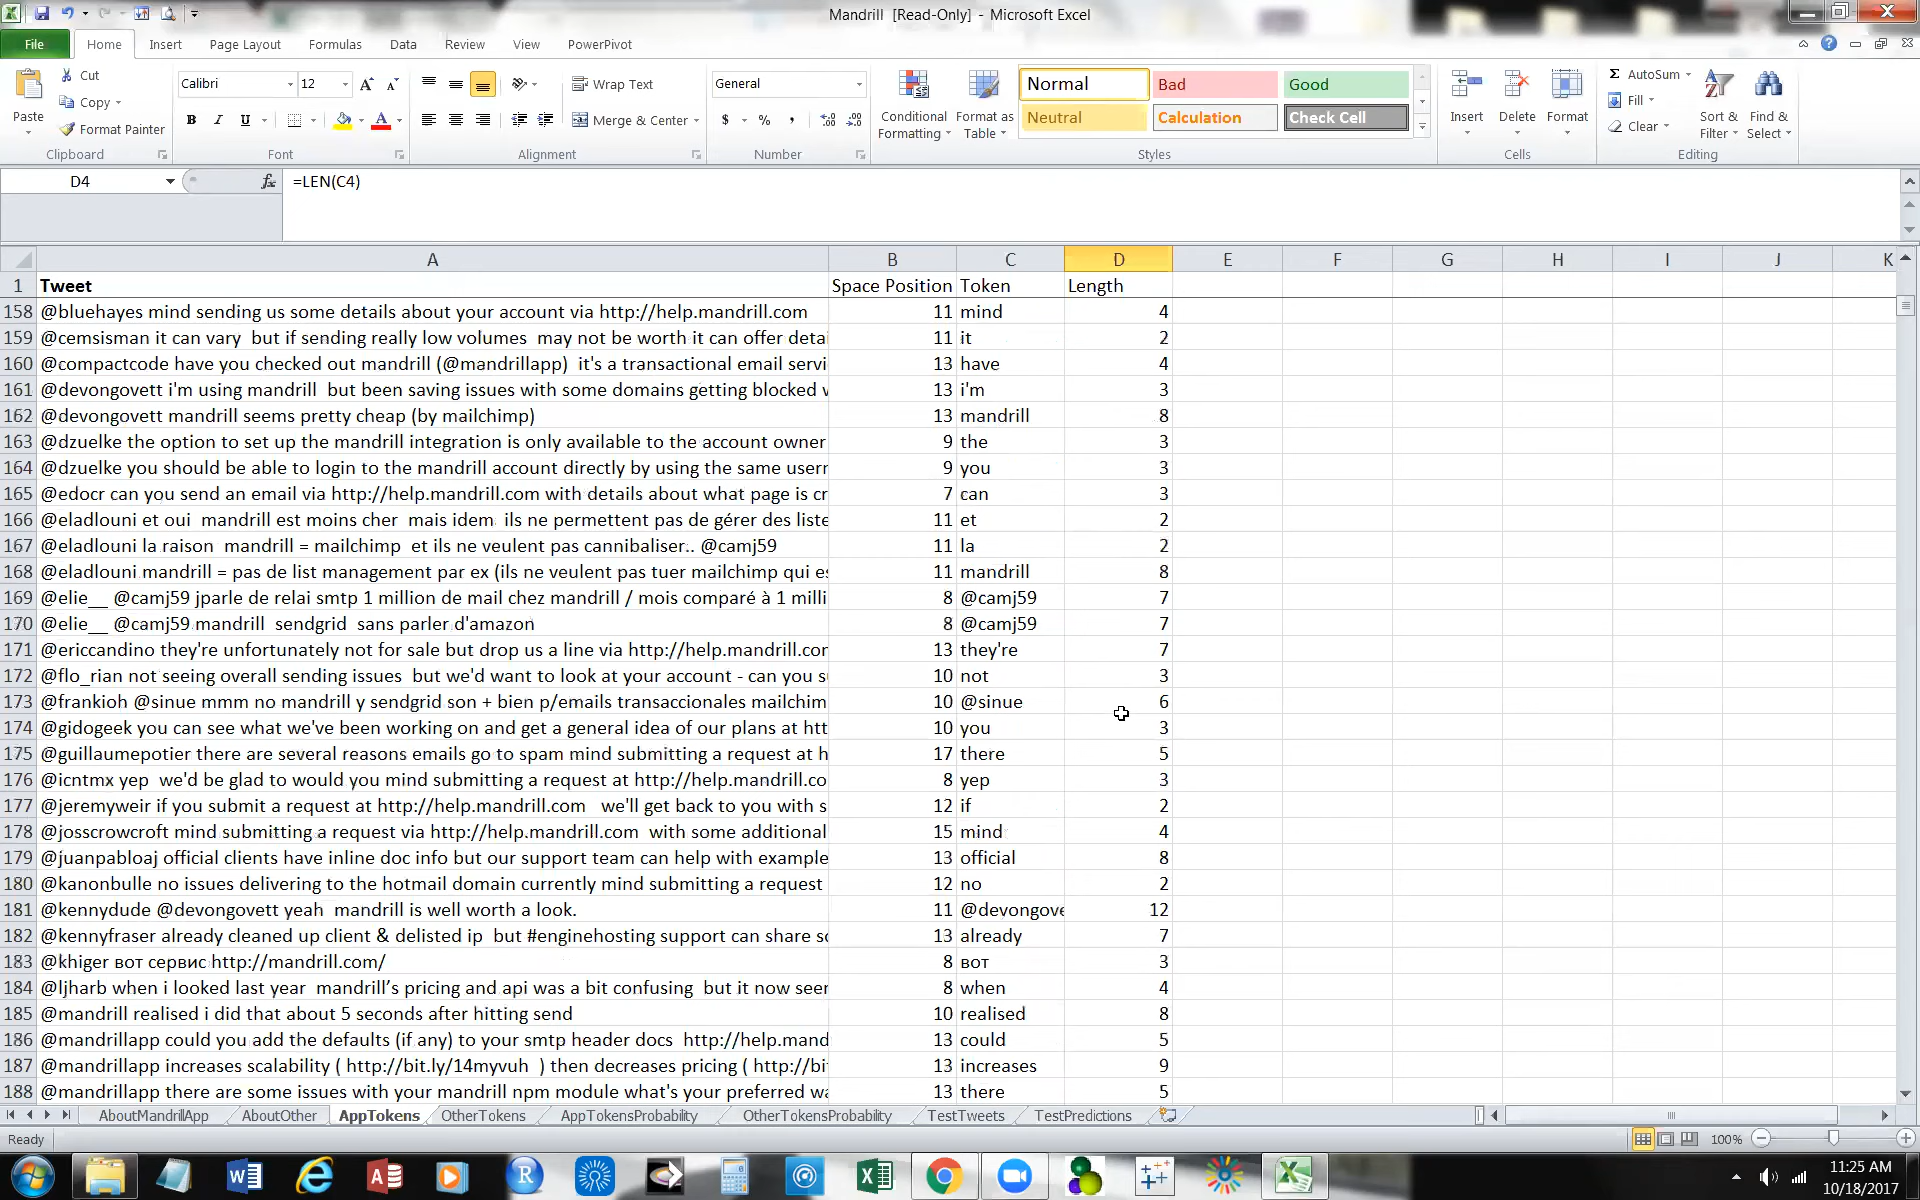 Mandrill [Read-Only] - Microsoft Excel
File Home Insert Page Layout Formulas Data Review View PowerPivot
Paste
Cut
Copy
Format Painter
Clipboard
Calibri 12
B I U
Font
Wrap Text
Merge & Center
Alignment
General
$ % ,
Number
Conditional Formatting
Format as Table
Normal Bad Good
Neutral Calculation Check Cell
Styles
Insert Delete Format
Cells
AutoSum
Fill
Clear
Sort & Filter
Find & Select
Editing
D4 fx =LEN(C4)
A B C D E F G H I J K
1 Tweet Space Position Token Length
158 @bluehayes mind sending us some details about your account via http://help.mandrill.com 11 mind 4
159 @cemsisman it can vary  but if sending really low volumes  may not be worth it can offer detai 11 it 2
160 @compactcode have you checked out mandrill (@mandrillapp)  it's a transactional email servi 13 have 4
161 @devongovett i'm using mandrill  but been saving issues with some domains getting blocked v 13 i'm 3
162 @devongovett mandrill seems pretty cheap (by mailchimp) 13 mandrill 8
163 @dzuelke the option to set up the mandrill integration is only available to the account owner 9 the 3
164 @dzuelke you should be able to login to the mandrill account directly by using the same userr 9 you 3
165 @edocr can you send an email via http://help.mandrill.com with details about what page is cr 7 can 3
166 @eladlouni et oui  mandrill est moins cher  mais idem  ils ne permettent pas de gérer des liste 11 et 2
167 @eladlouni la raison  mandrill = mailchimp  et ils ne veulent pas cannibaliser.. @camj59 11 la 2
168 @eladlouni mandrill = pas de list management par ex (ils ne veulent pas tuer mailchimp qui es 11 mandrill 8
169 @elie__ @camj59 jparle de relai smtp 1 million de mail chez mandrill / mois comparé à 1 milli 8 @camj59 7
170 @elie__ @camj59 mandrill  sendgrid  sans parler d'amazon 8 @camj59 7
171 @ericcandino they're unfortunately not for sale but drop us a line via http://help.mandrill.cor 13 they're 7
172 @flo_rian not seeing overall sending issues  but we'd want to look at your account - can you su 10 not 3
173 @frankioh @sinue mmm no mandrill y sendgrid son + bien p/emails transaccionales mailchim 10 @sinue 6
174 @gidogeek you can see what we've been working on and get a general idea of our plans at htt 10 you 3
175 @guillaumepotier there are several reasons emails go to spam mind submitting a request at h 17 there 5
176 @icntmx yep  we'd be glad to would you mind submitting a request at http://help.mandrill.co 8 yep 3
177 @jeremyweir if you submit a request at http://help.mandrill.com   we'll get back to you with s 12 if 2
178 @josscrowcroft mind submitting a request via http://help.mandrill.com  with some additional 15 mind 4
179 @juanpabloaj official clients have inline doc info but our support team can help with example 13 official 8
180 @kanonbulle no issues delivering to the hotmail domain currently mind submitting a request 12 no 2
181 @kennydude @devongovett yeah  mandrill is well worth a look. 11 @devongove 12
182 @kennyfraser already cleaned up client & delisted ip  but #enginehosting support can share sc 13 already 7
183 @khiger вот сервис http://mandrill.com/ 8 вот 3
184 @ljharb when i looked last year  mandrill’s pricing and api was a bit confusing  but it now seer 8 when 4
185 @mandrill realised i did that about 5 seconds after hitting send 10 realised 8
186 @mandrillapp could you add the defaults (if any) to your smtp header docs  http://help.mand 13 could 5
187 @mandrillapp increases scalability ( http://bit.ly/14myvuh  ) then decreases pricing ( http://bi 13 increases 9
188 @mandrillapp there are some issues with your mandrill npm module what's your preferred wa 13 there 5
AboutMandrillApp AboutOther AppTokens OtherTokens AppTokensProbability OtherTokensProbability TestTweets TestPredictions
Ready 100%
11:25 AM
10/18/2017